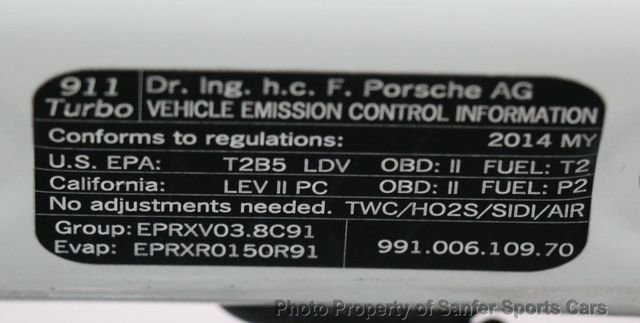 911 Turbo Dr. Ing. h.c. F. Porsche AG
VEHICLE EMISSION CONTROL INFORMATION
Conforms to regulations: 2014 MY
U.S. EPA: T2B5 LDV OBD: II FUEL: T2
California: LEV II PC OBD: II FUEL: P2
No adjustments needed. TWC/HO2S/SIDI/AIR
Group: EPRXV03.8C91
Evap: EPRXR0150R91
991.006.109.70
Photo Property of Sanfer Sports Cars